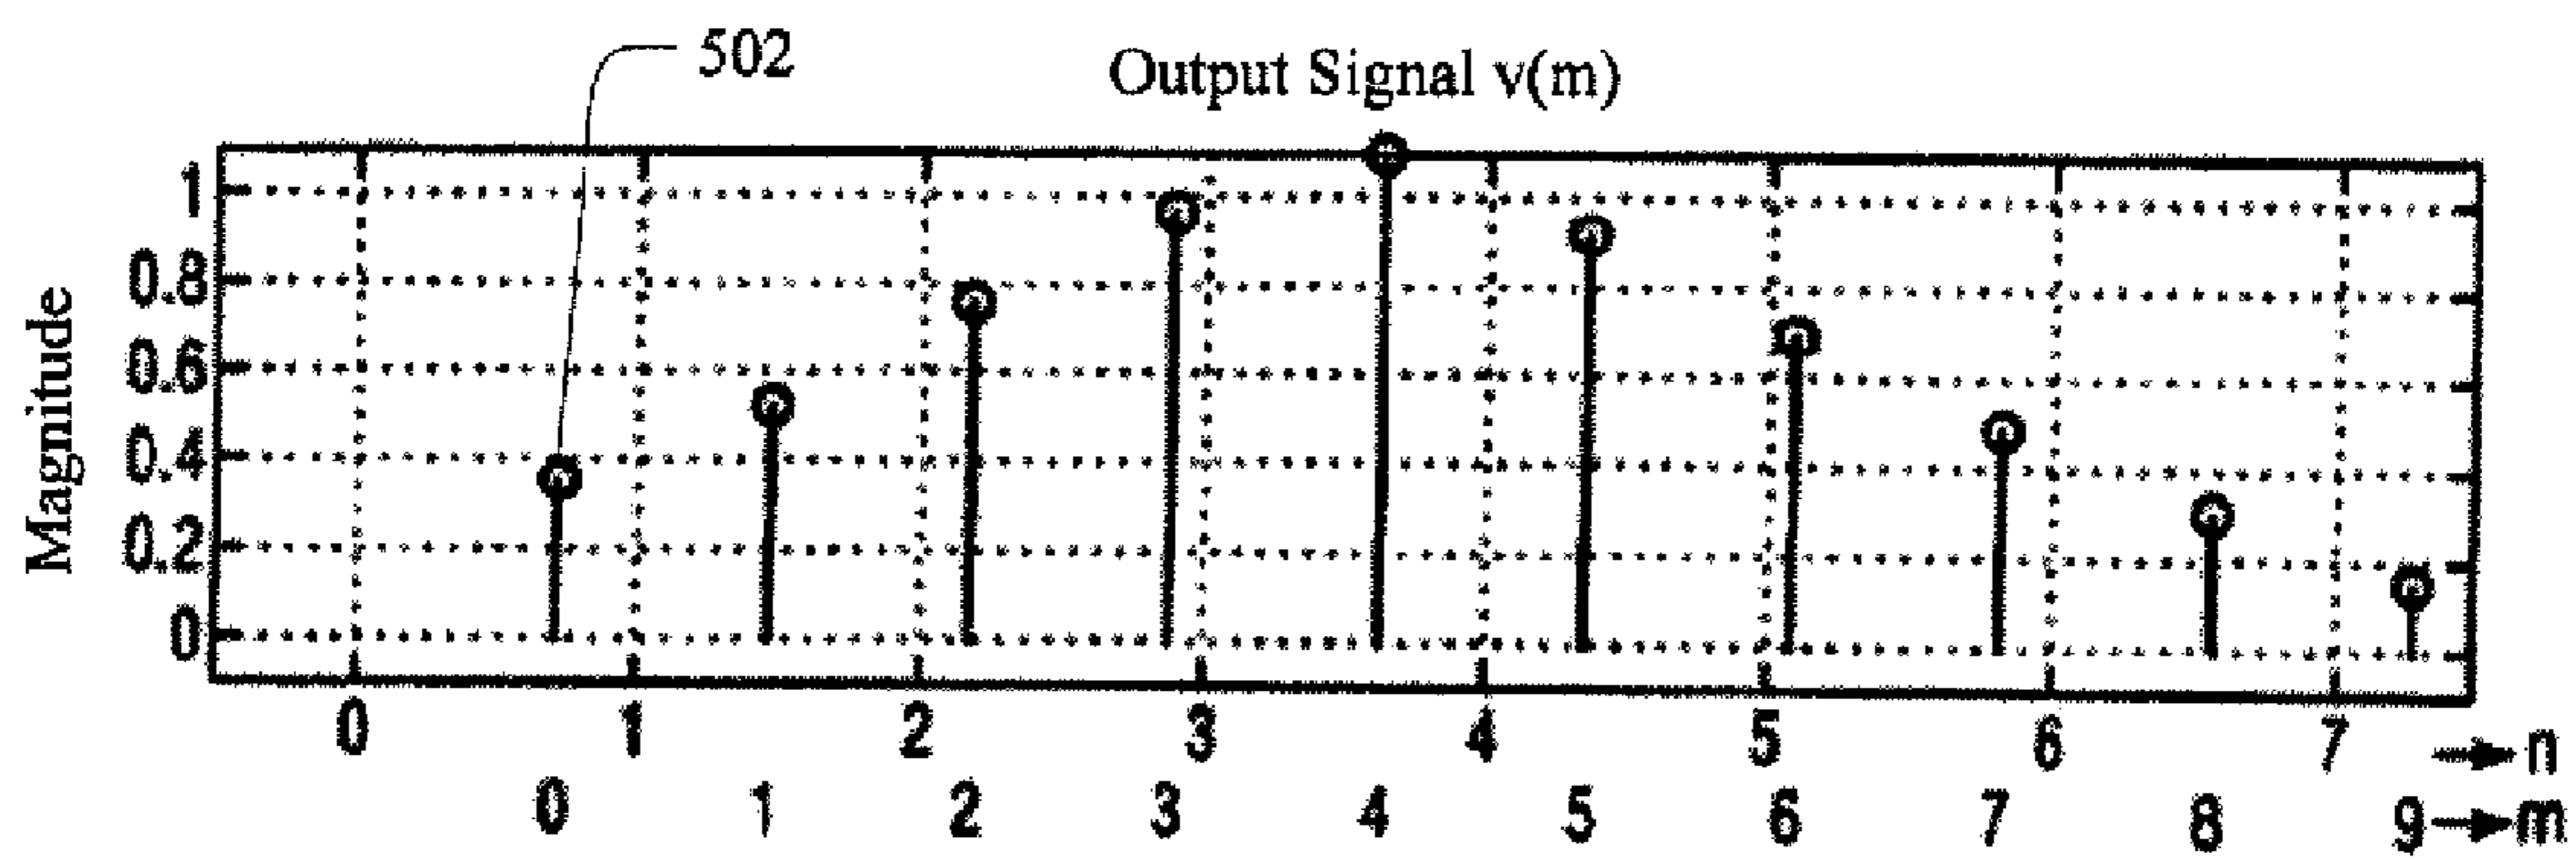 502
Output Signal v(m)
Magnitude
1
0.8
0.6
0.4
0.2
0
0 1 2 3 4 5 6 7 → n
0 1 2 3 4 5 6 7 8 9 → m